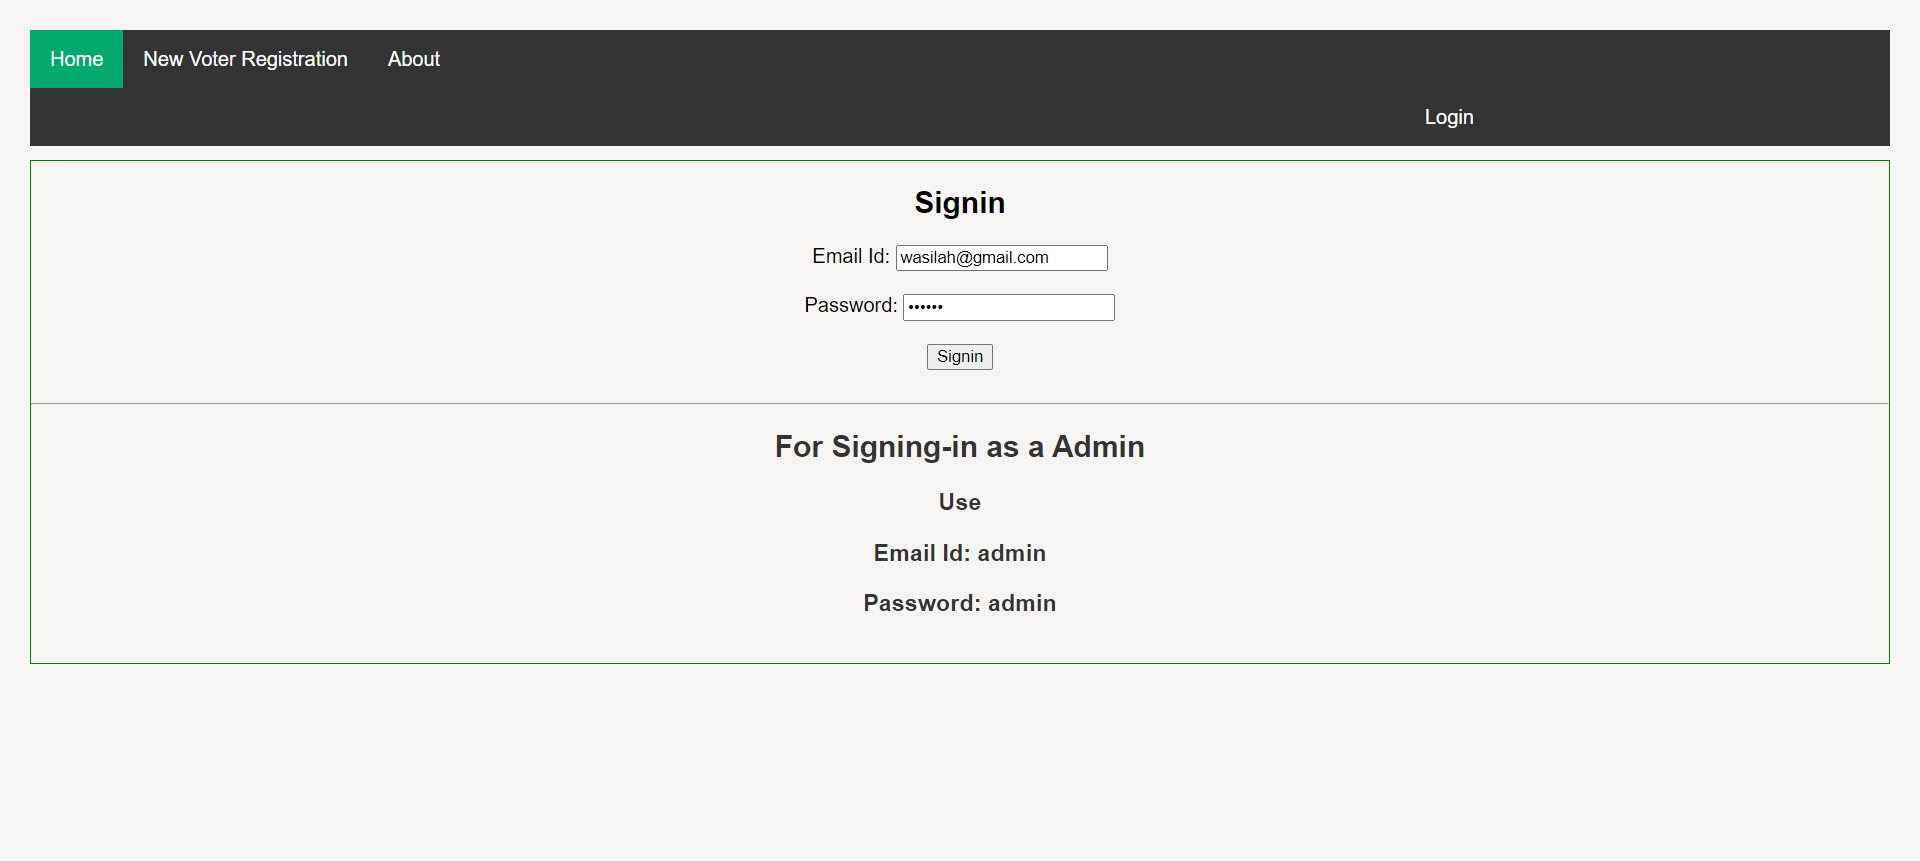 Home New Voter Registration About
Login
Signin
Email Id: wasilah@gmail.com
Password: ••••••
Signin
For Signing-in as a Admin
Use
Email Id: admin
Password: admin